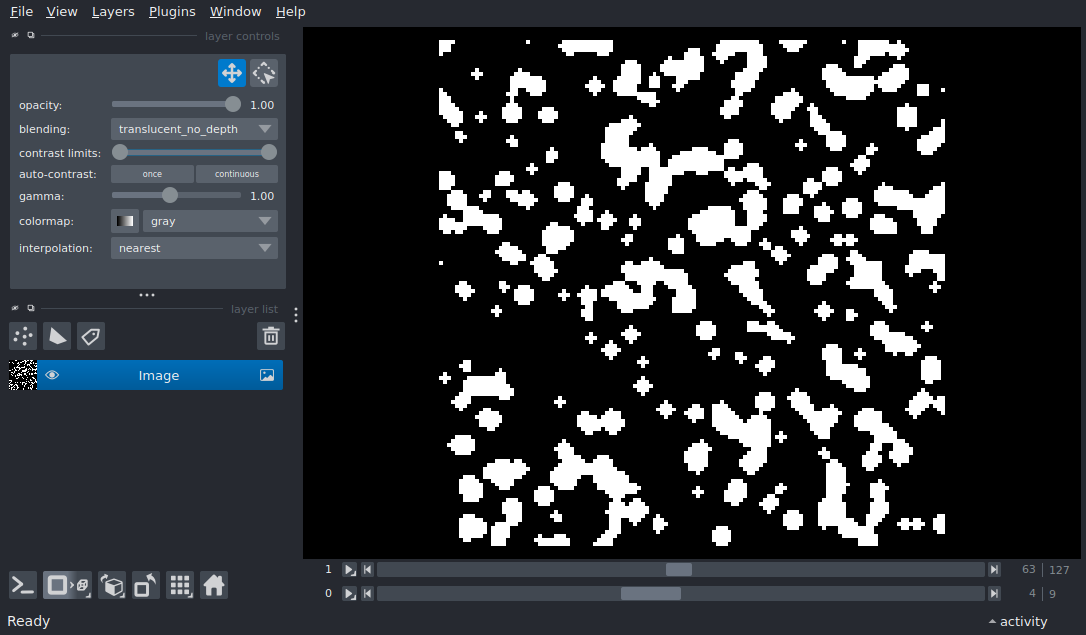 File View Layers Plugins Window Help
layer controls
opacity: 1.00
blending: translucent_no_depth
contrast limits:
auto-contrast: once continuous
gamma: 1.00
colormap: gray
interpolation: nearest
layer list
Image
1 63 127
0 4 9
Ready activity